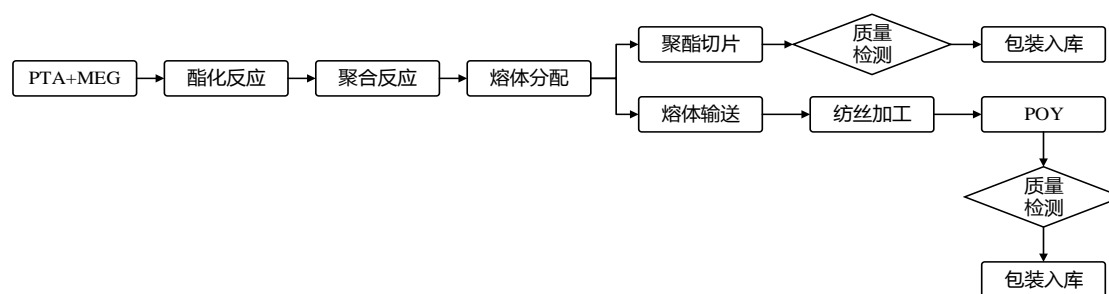 聚酯切片
质量
检测
包装入库
PTA+MEG
酯化反应
聚合反应
熔体分配
熔体输送
纺丝加工
POY
质量
检测
包装入库